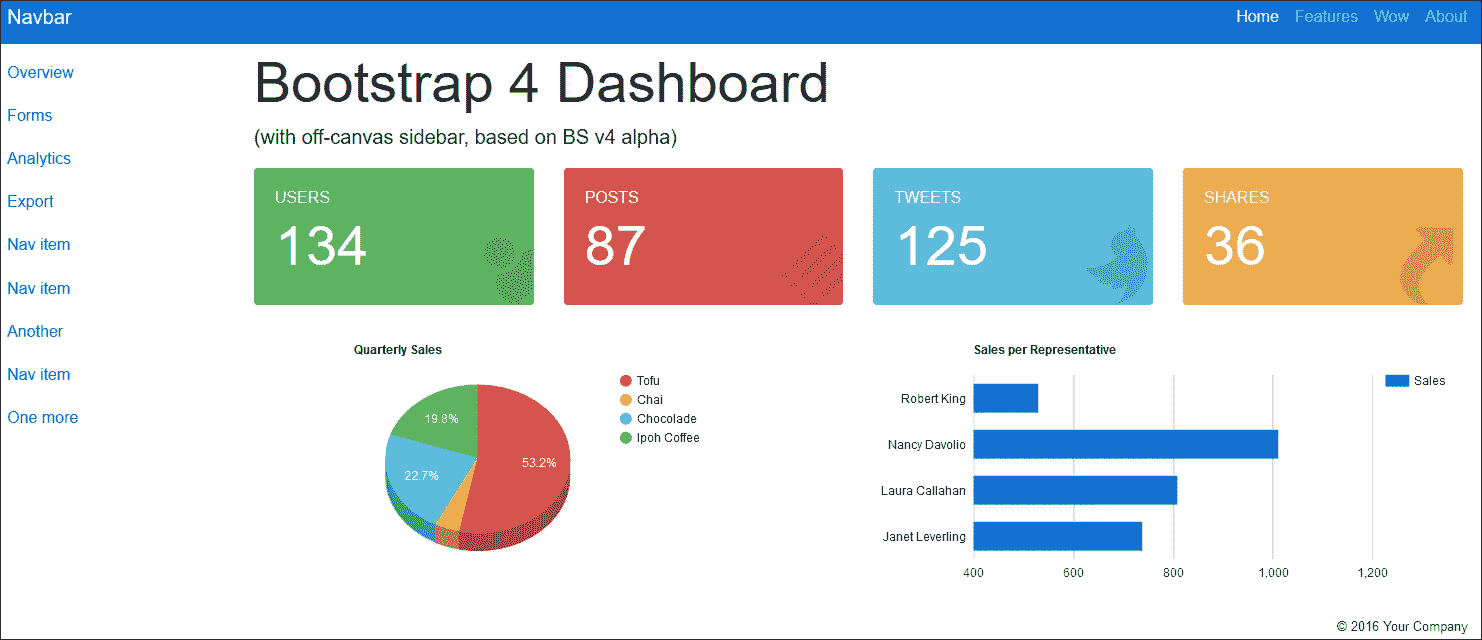 Navbar
Home Features Wow About
Overview
Forms
Analytics
Export
Nav item
Nav item
Another
Nav item
One more
Bootstrap 4 Dashboard
(with off-canvas sidebar, based on BS v4 alpha)
USERS
134
POSTS
87
TWEETS
125
SHARES
36
Quarterly Sales
19.8%
53.2%
22.7%
Tofu
Chai
Chocolade
Ipoh Coffee
Sales per Representative
Sales
Robert King
Nancy Davolio
Laura Callahan
Janet Leverling
400 600 800 1,000 1,200
© 2016 Your Company